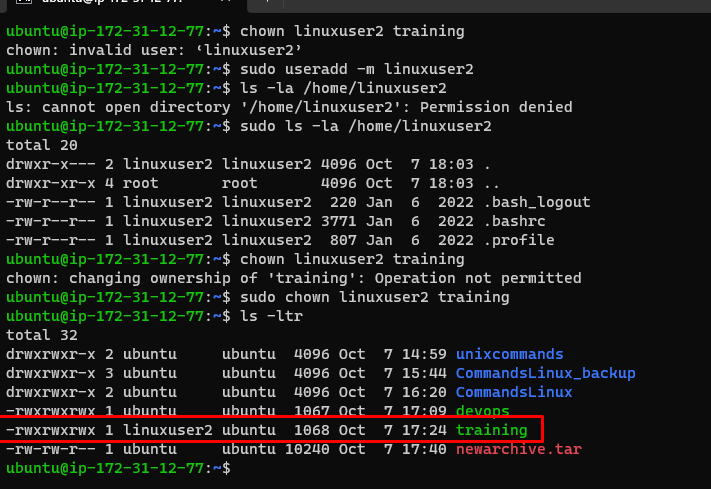 ubuntu@ip-172-31-12-77:~$ chown linuxuser2 training
chown: invalid user: ‘linuxuser2’
ubuntu@ip-172-31-12-77:~$ sudo useradd -m linuxuser2
ubuntu@ip-172-31-12-77:~$ ls -la /home/linuxuser2
ls: cannot open directory '/home/linuxuser2': Permission denied
ubuntu@ip-172-31-12-77:~$ sudo ls -la /home/linuxuser2
total 20
drwxr-x--- 2 linuxuser2 linuxuser2 4096 Oct  7 18:03 .
drwxr-xr-x 4 root       root       4096 Oct  7 18:03 ..
-rw-r--r-- 1 linuxuser2 linuxuser2  220 Jan  6  2022 .bash_logout
-rw-r--r-- 1 linuxuser2 linuxuser2 3771 Jan  6  2022 .bashrc
-rw-r--r-- 1 linuxuser2 linuxuser2  807 Jan  6  2022 .profile
ubuntu@ip-172-31-12-77:~$ chown linuxuser2 training
chown: changing ownership of 'training': Operation not permitted
ubuntu@ip-172-31-12-77:~$ sudo chown linuxuser2 training
ubuntu@ip-172-31-12-77:~$ ls -ltr
total 32
drwxrwxr-x 2 ubuntu     ubuntu  4096 Oct  7 14:59 unixcommands
drwxrwxr-x 3 ubuntu     ubuntu  4096 Oct  7 15:44 CommandsLinux_backup
drwxrwxr-x 2 ubuntu     ubuntu  4096 Oct  7 16:20 CommandsLinux
-rwxrwxrwx 1 ubuntu     ubuntu  1067 Oct  7 17:09 devops
-rwxrwxrwx 1 linuxuser2 ubuntu  1068 Oct  7 17:24 training
-rw-rw-r-- 1 ubuntu     ubuntu 10240 Oct  7 17:40 newarchive.tar
ubuntu@ip-172-31-12-77:~$